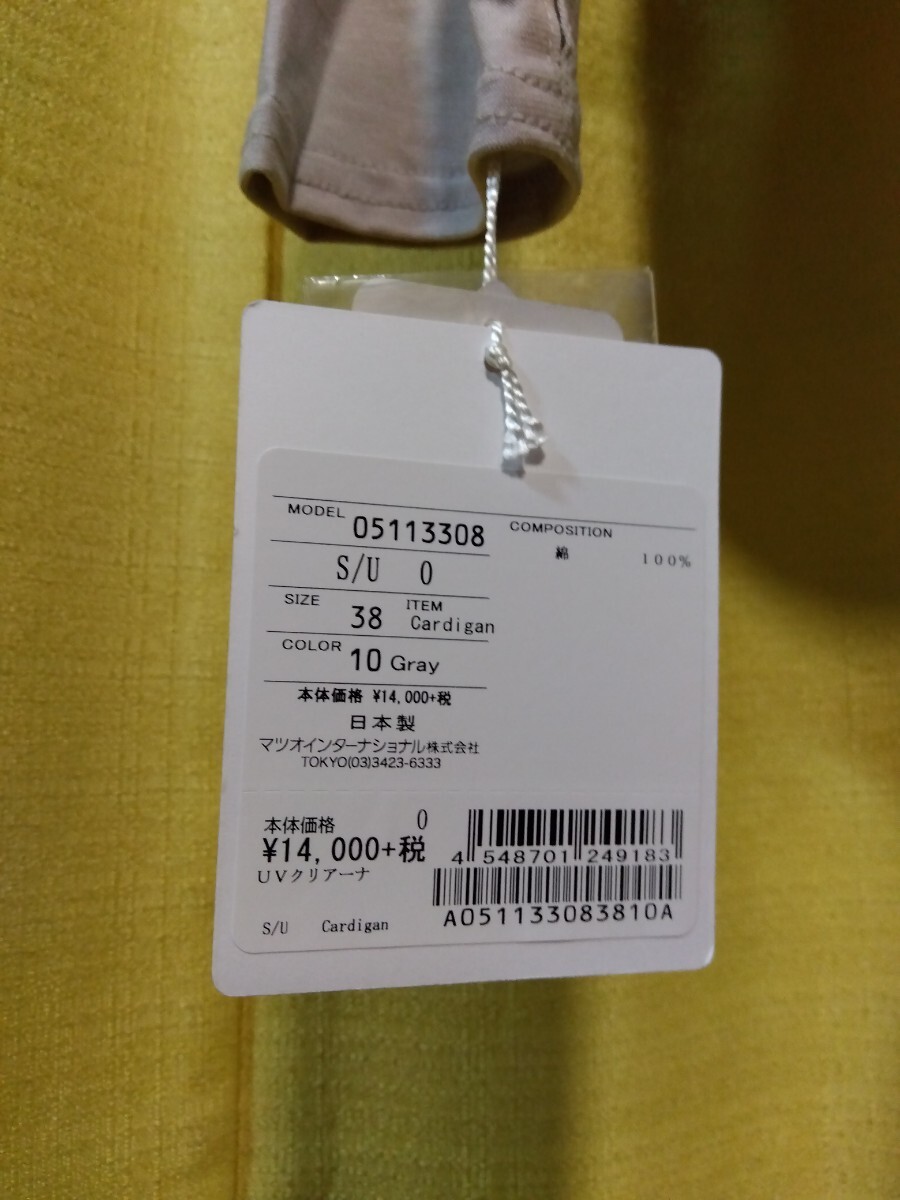 MODEL 05113308
S/U 0
SIZE 38 ITEM Cardigan
COLOR 10 Gray
COMPOSITION
綿 100%
本体価格 ¥14,000+税
日本製
マツオインターナショナル株式会社
TOKYO(03)3423-6333
本体価格 0
¥14,000+税
UVクリアーナ
S/U Cardigan
4 548701 249183
A051133083810A